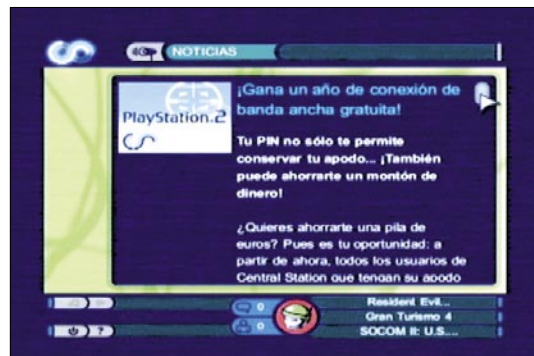 NOTICIAS
PlayStation.2
¡Gana un año de conexión de
banda ancha gratuita!
Tu PIN no sólo te permite
conservar tu apodo... ¡También
puede ahorrarte un montón de
dinero!
¿Quieres ahorrarte una pila de
euros? Pues es tu oportunidad: a
partir de ahora, todos los usuarios de
Central Station que tengan su apodo
0
0
Resident Evil...
Gran Turismo 4
SOCOM II: U.S....
?